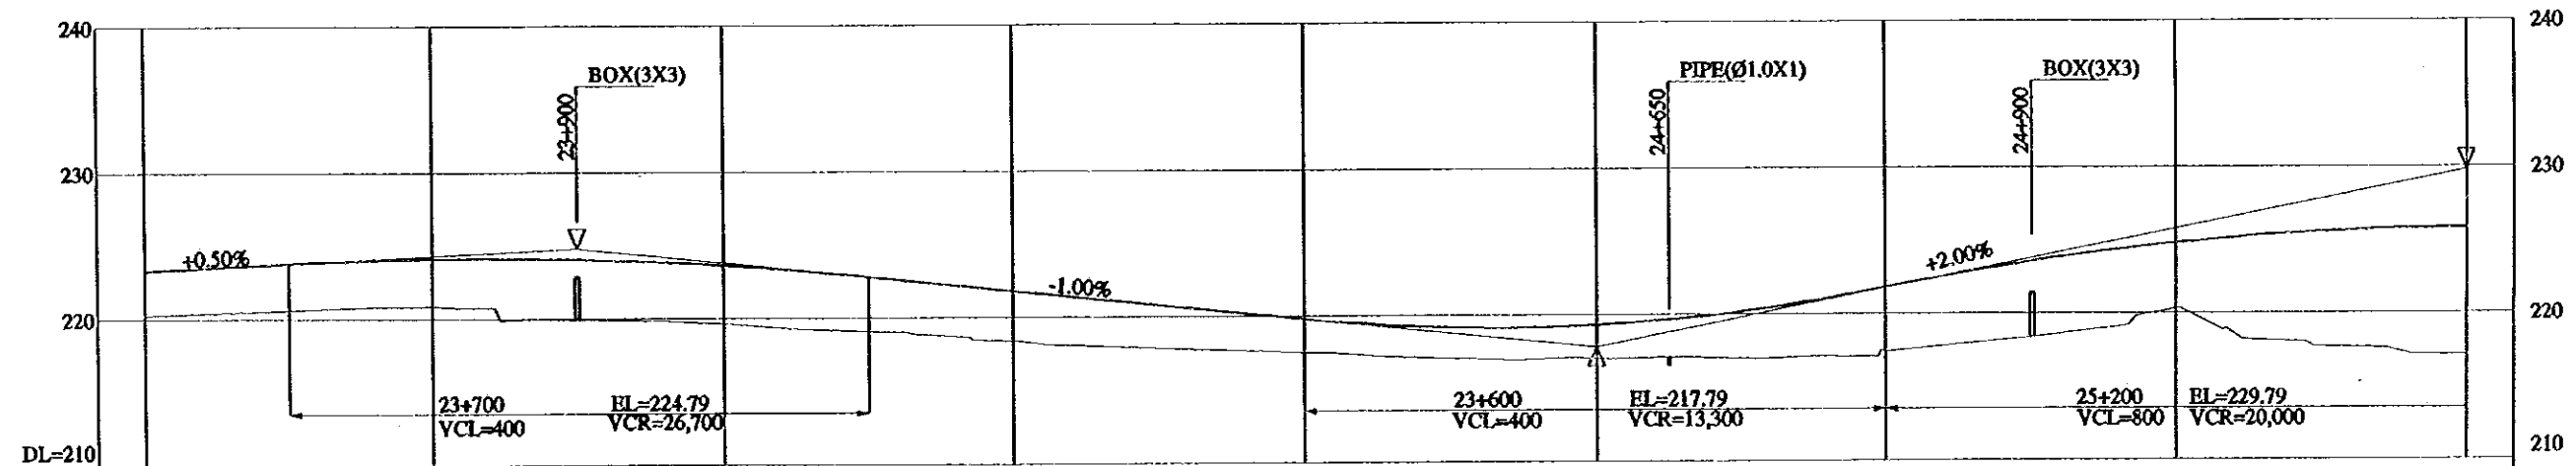 240
240
BOX(3X3)
PIPE(Ø1.0X1)
BOX(3X3)
23+900
24+650
24+900
230
230
+0.50%
-1.00%
+2.00%
220
220
23+700
EL=224.79
VCL=400
VCR=26,700
23+600
EL=217.79
VCL=400
VCR=13,300
25+200
EL=229.79
VCL=800
VCR=20,000
DL=210
210